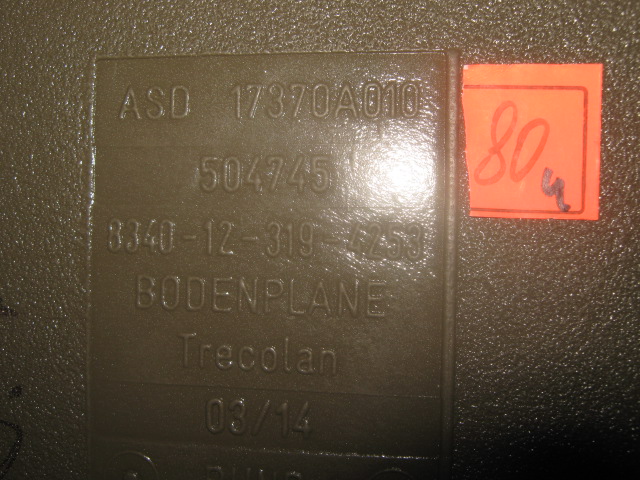 ASD 17370A010
504745
8340-12-319-4253
BODENPLANE
Trecolan
03/14
80